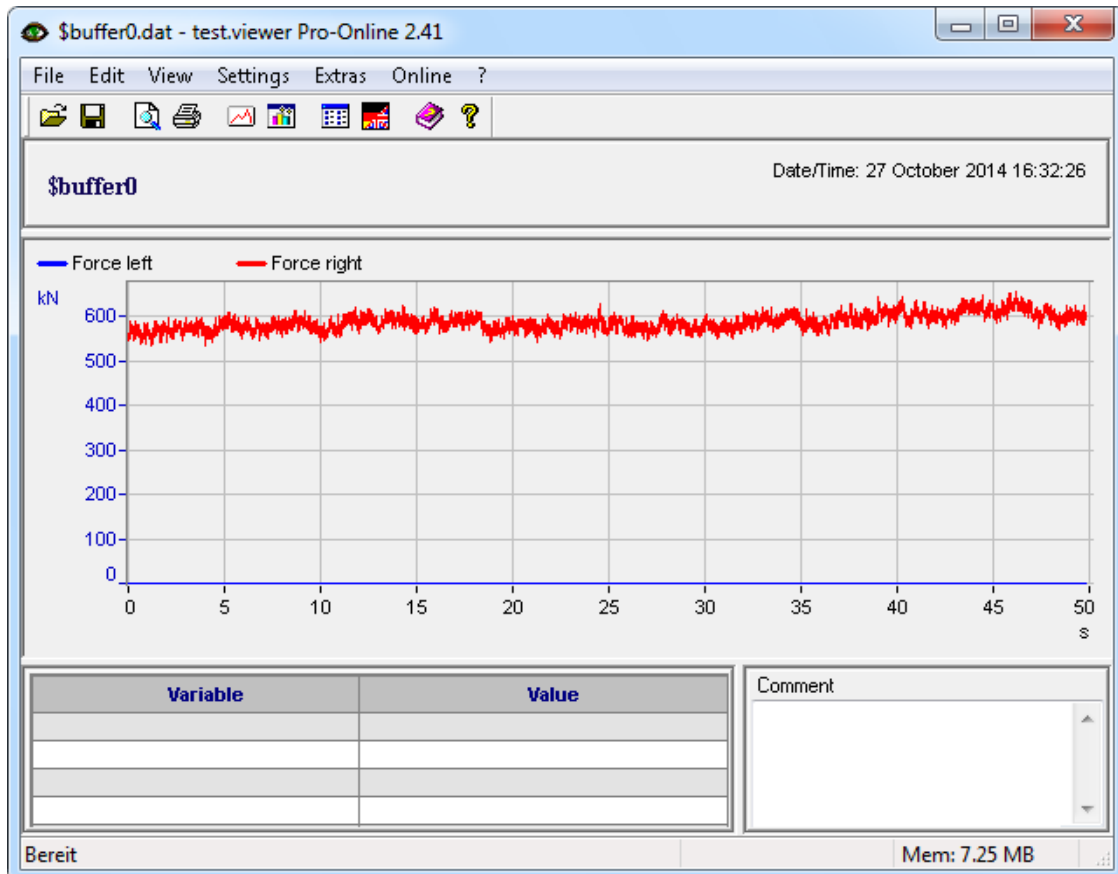 $buffer0.dat - test.viewer Pro-Online 2.41
File Edit View Settings Extras Online ?
$buffer0
Date/Time: 27 October 2014 16:32:26
Force left Force right
kN
600
500
400
300
200
100
0
0 5 10 15 20 25 30 35 40 45 50
s
Variable Value
Comment
Bereit Mem: 7.25 MB